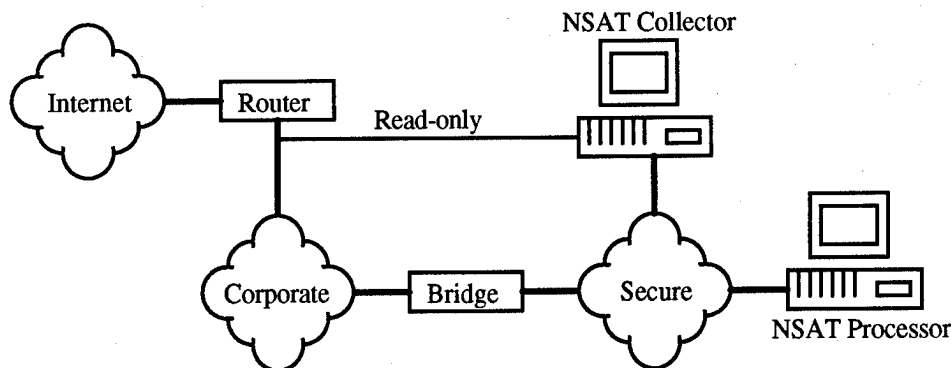 NSAT Collector
Internet
Router
Read-only
Corporate
Bridge
Secure
NSAT Processor